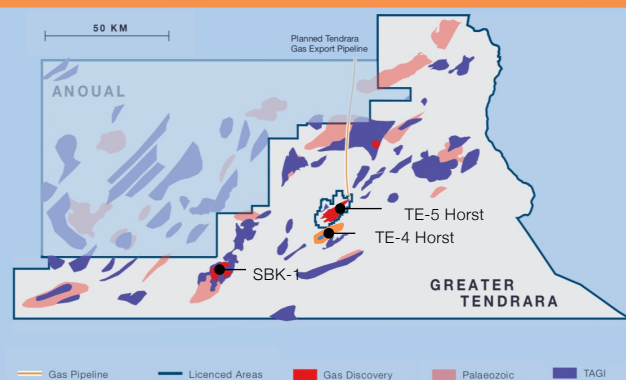 50 KM
Planned Tendrara
Gas Export Pipeline
ANOUAL
TE-5 Horst
TE-4 Horst
SBK-1
GREATER
TENDRARA
Gas Pipeline
Licenced Areas
Gas Discovery
Palaeozoic
TAGI